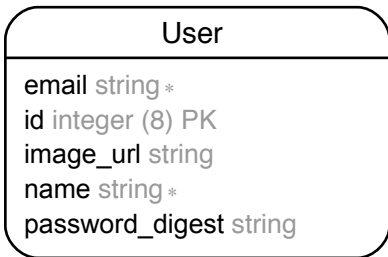 User
email string *
id integer (8) PK
image_url string
name string *
password_digest string